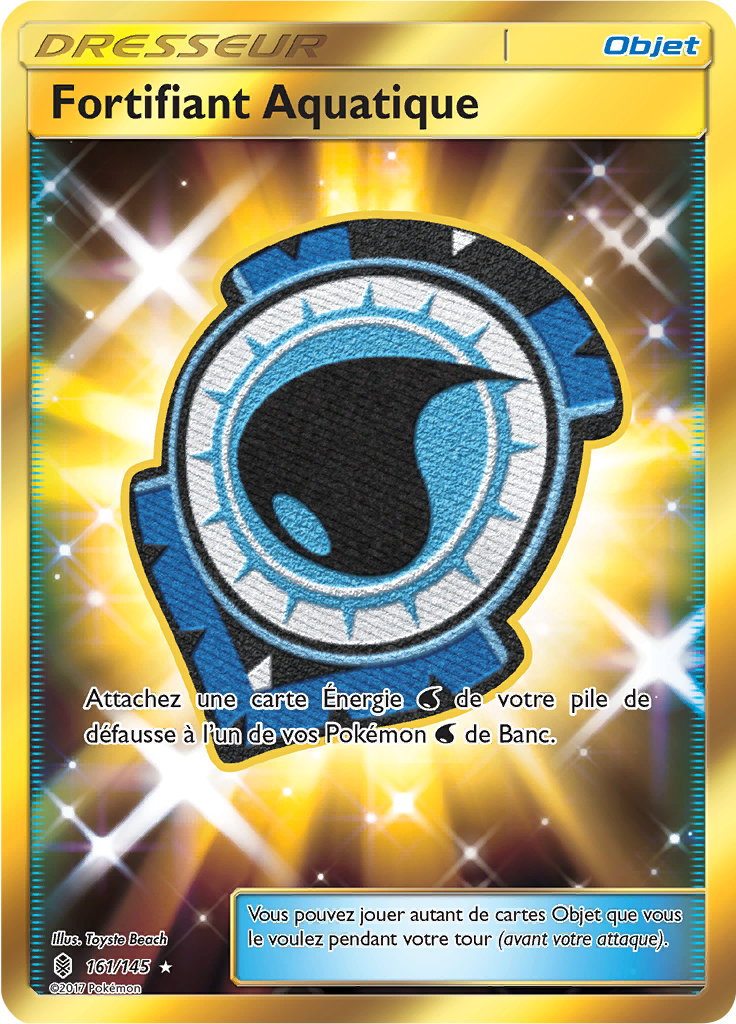 DRESSEUR
Objet
Fortifiant Aquatique
Attachez une carte Énergie de votre pile de
défausse à l'un de vos Pokémon de Banc.
Vous pouvez jouer autant de cartes Objet que vous
le voulez pendant votre tour (avant votre attaque).
Illus. Toyste Beach
161/145 ★
©2017 Pokémon